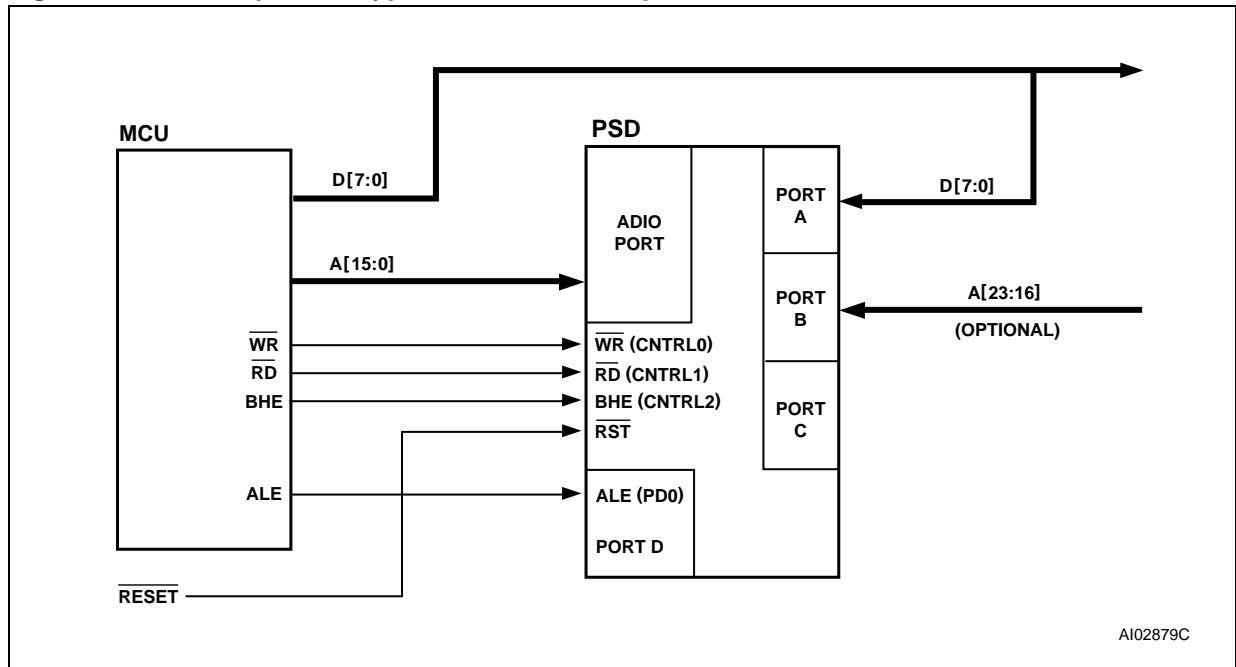 MCU
PSD
D[7:0]
D[7:0]
PORT
A
ADIO
PORT
A[15:0]
A[23:16]
PORT
B
(OPTIONAL)
WR
WR (CNTRL0)
RD
RD (CNTRL1)
BHE
BHE (CNTRL2)
PORT
C
RST
ALE
ALE (PD0)
PORT D
RESET
AI02879C